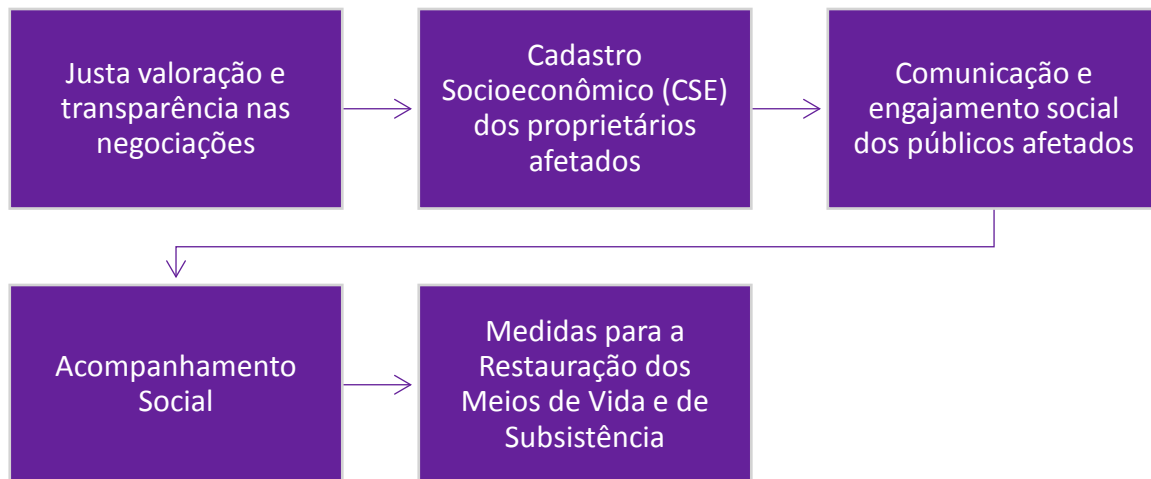 Justa valoração e
transparência nas
negociações
Cadastro
Socioeconômico (CSE)
dos proprietários
afetados
Comunicação e
engajamento social
dos públicos afetados
Acompanhamento
Social
Medidas para a
Restauração dos
Meios de Vida e de
Subsistência